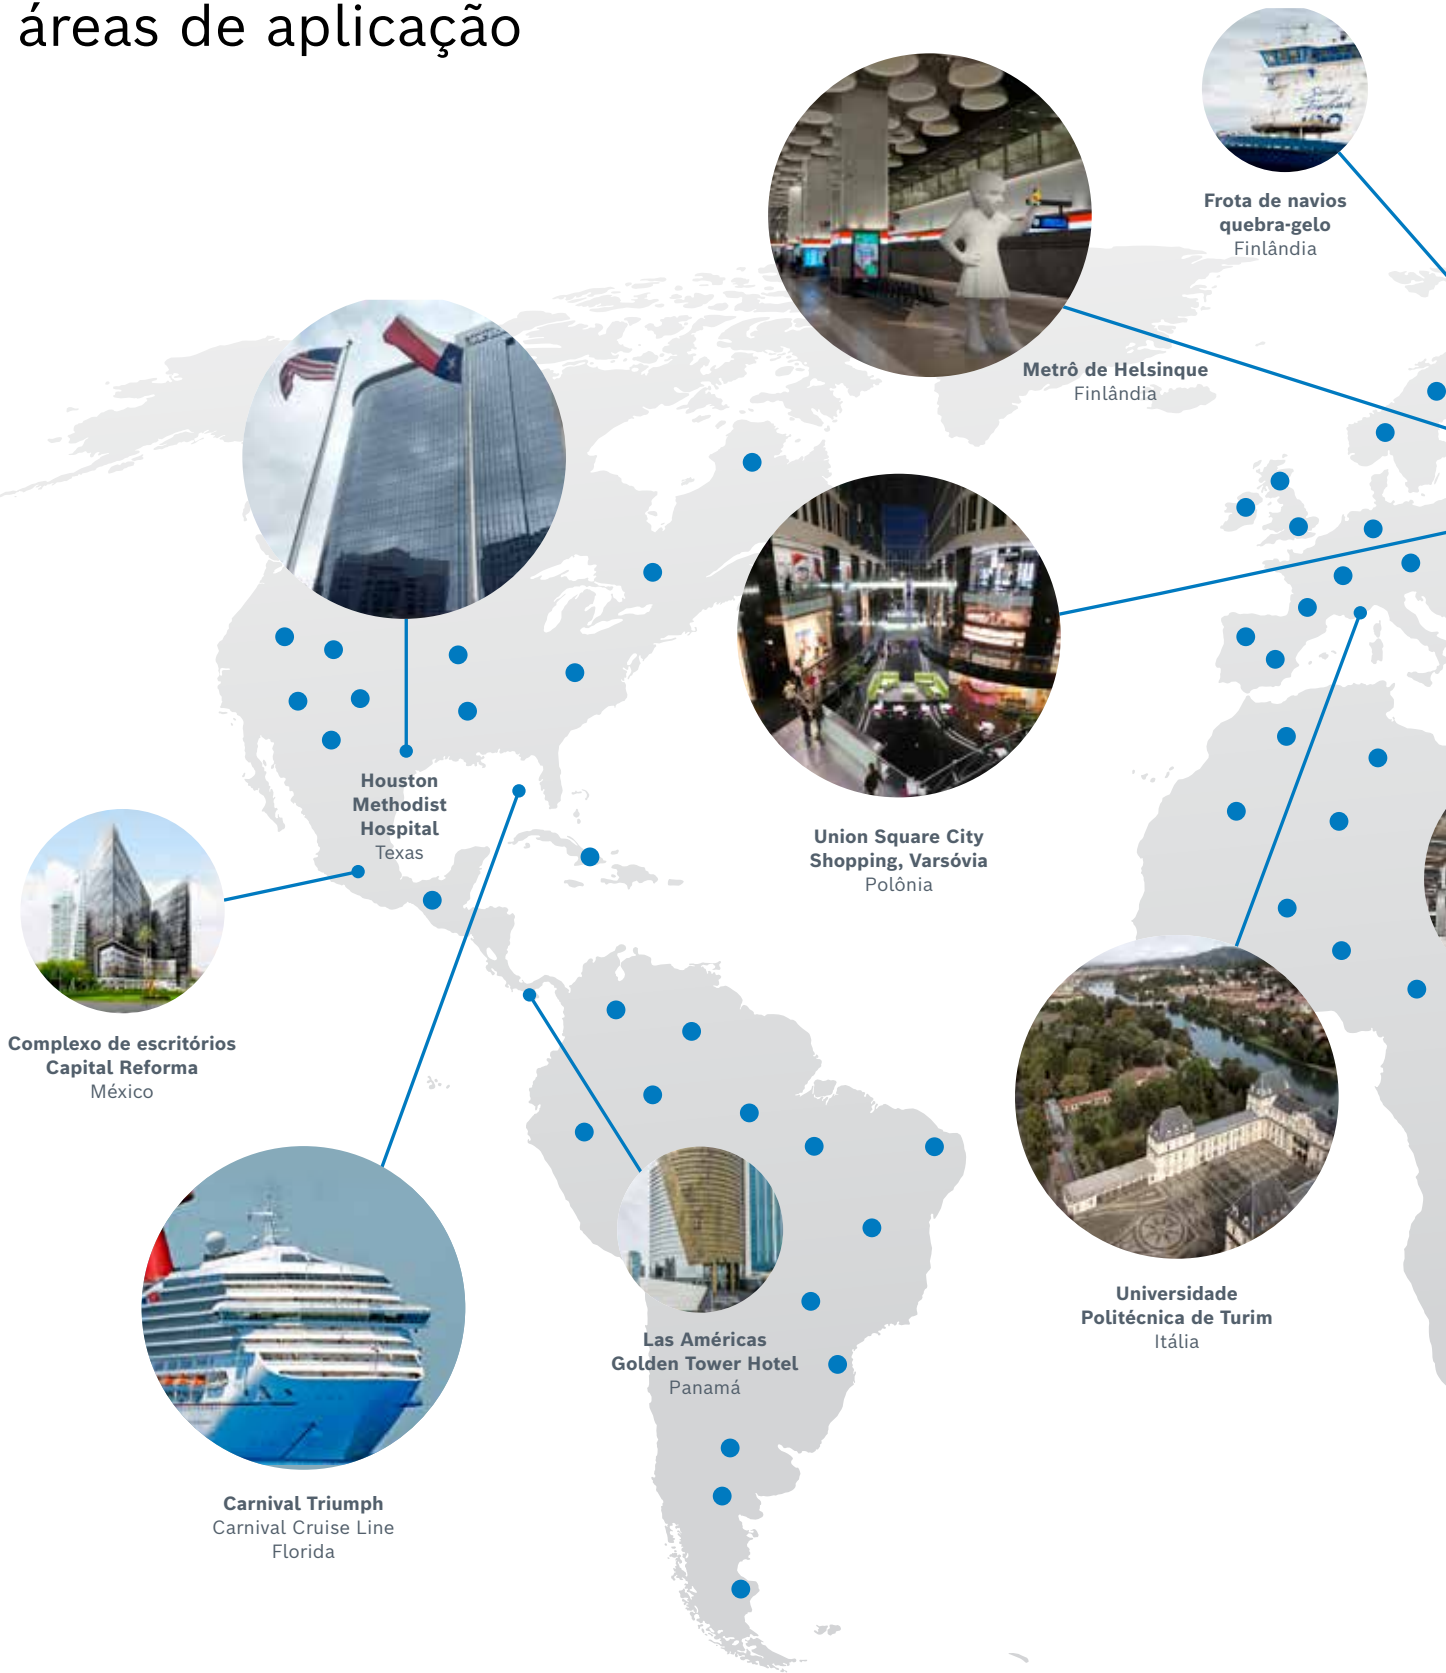 áreas de aplicação
Frota de navios
quebra-gelo
Finlândia
Metrô de Helsinque
Finlândia
Houston
Methodist
Hospital
Texas
Union Square City
Shopping, Varsóvia
Polônia
Complexo de escritórios
Capital Reforma
México
Universidade
Politécnica de Turim
Itália
Las Américas
Golden Tower Hotel
Panamá
Carnival Triumph
Carnival Cruise Line
Florida